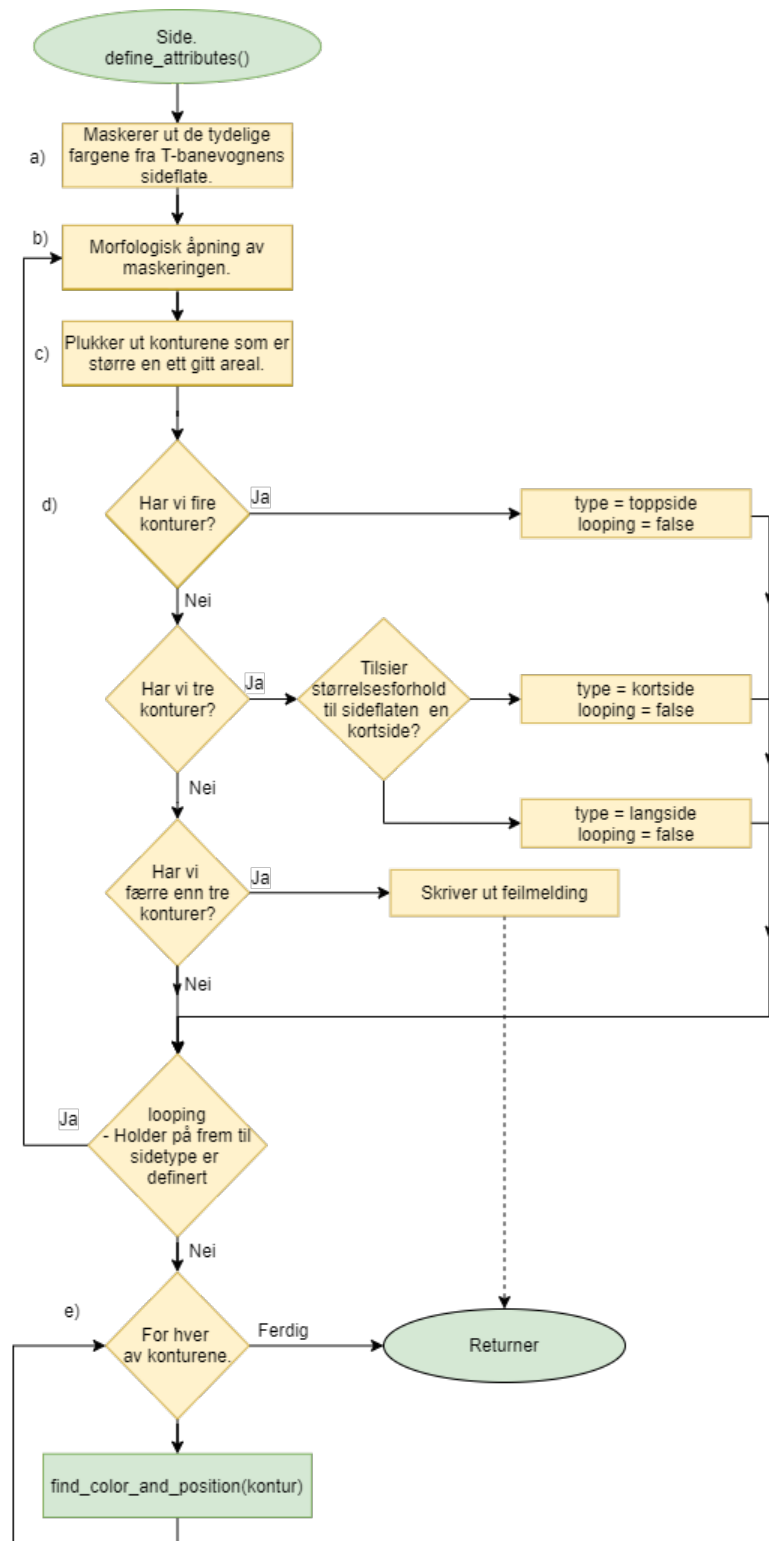 Side.
define_attributes()
a)
Maskerer ut de tydelige
fargene fra T-banevognens
sideflate.
b)
Morfologisk åpning av
maskeringen.
c)
Plukker ut konturene som er
større en ett gitt areal.
d)
Har vi fire
konturer?
Ja
type = toppside
looping = false
Nei
Har vi tre
konturer?
Ja
Tilsier
størrelsesforhold
til sideflaten en
kortside?
type = kortside
looping = false
Nei
type = langside
looping = false
Har vi
færre enn tre
konturer?
Ja
Skriver ut feilmelding
Nei
Ja
looping
- Holder på frem til
sidetype er
definert
Nei
e)
For hver
av konturene.
Ferdig
Returner
find_color_and_position(kontur)